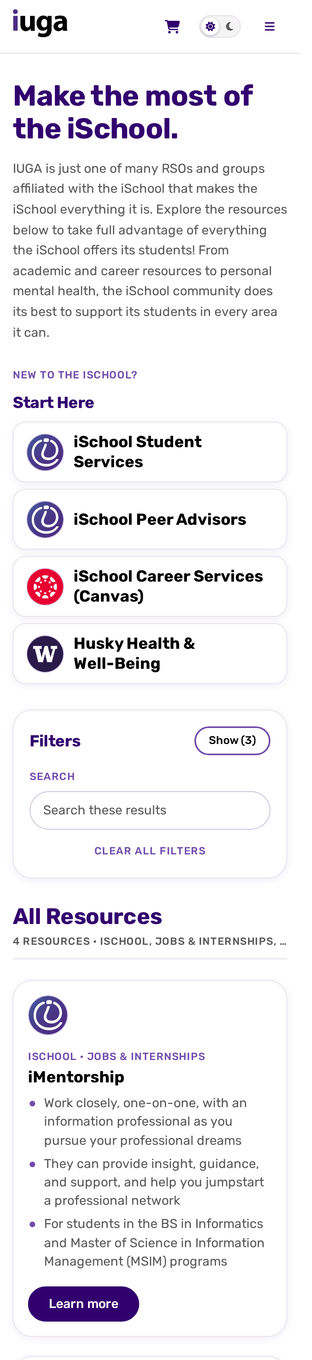 iuga
Make the most of
the iSchool.
IUGA is just one of many RSOs and groups
affiliated with the iSchool that makes the
iSchool everything it is. Explore the resources
below to take full advantage of everything
the iSchool offers its students! From
academic and career resources to personal
mental health, the iSchool community does
its best to support its students in every area
it can.
NEW TO THE ISCHOOL?
Start Here
iSchool Student
Services
iSchool Peer Advisors
iSchool Career Services
(Canvas)
W
Husky Health &
Well-Being
Filters
Show (3)
SEARCH
Search these results
CLEAR ALL FILTERS
All Resources
4 RESOURCES • ISCHOOL, JOBS & INTERNSHIPS, …
ISCHOOL • JOBS & INTERNSHIPS
iMentorship
• Work closely, one-on-one, with an
information professional as you
pursue your professional dreams
• They can provide insight, guidance,
and support, and help you jumpstart
a professional network
• For students in the BS in Informatics
and Master of Science in Information
Management (MSIM) programs
Learn more